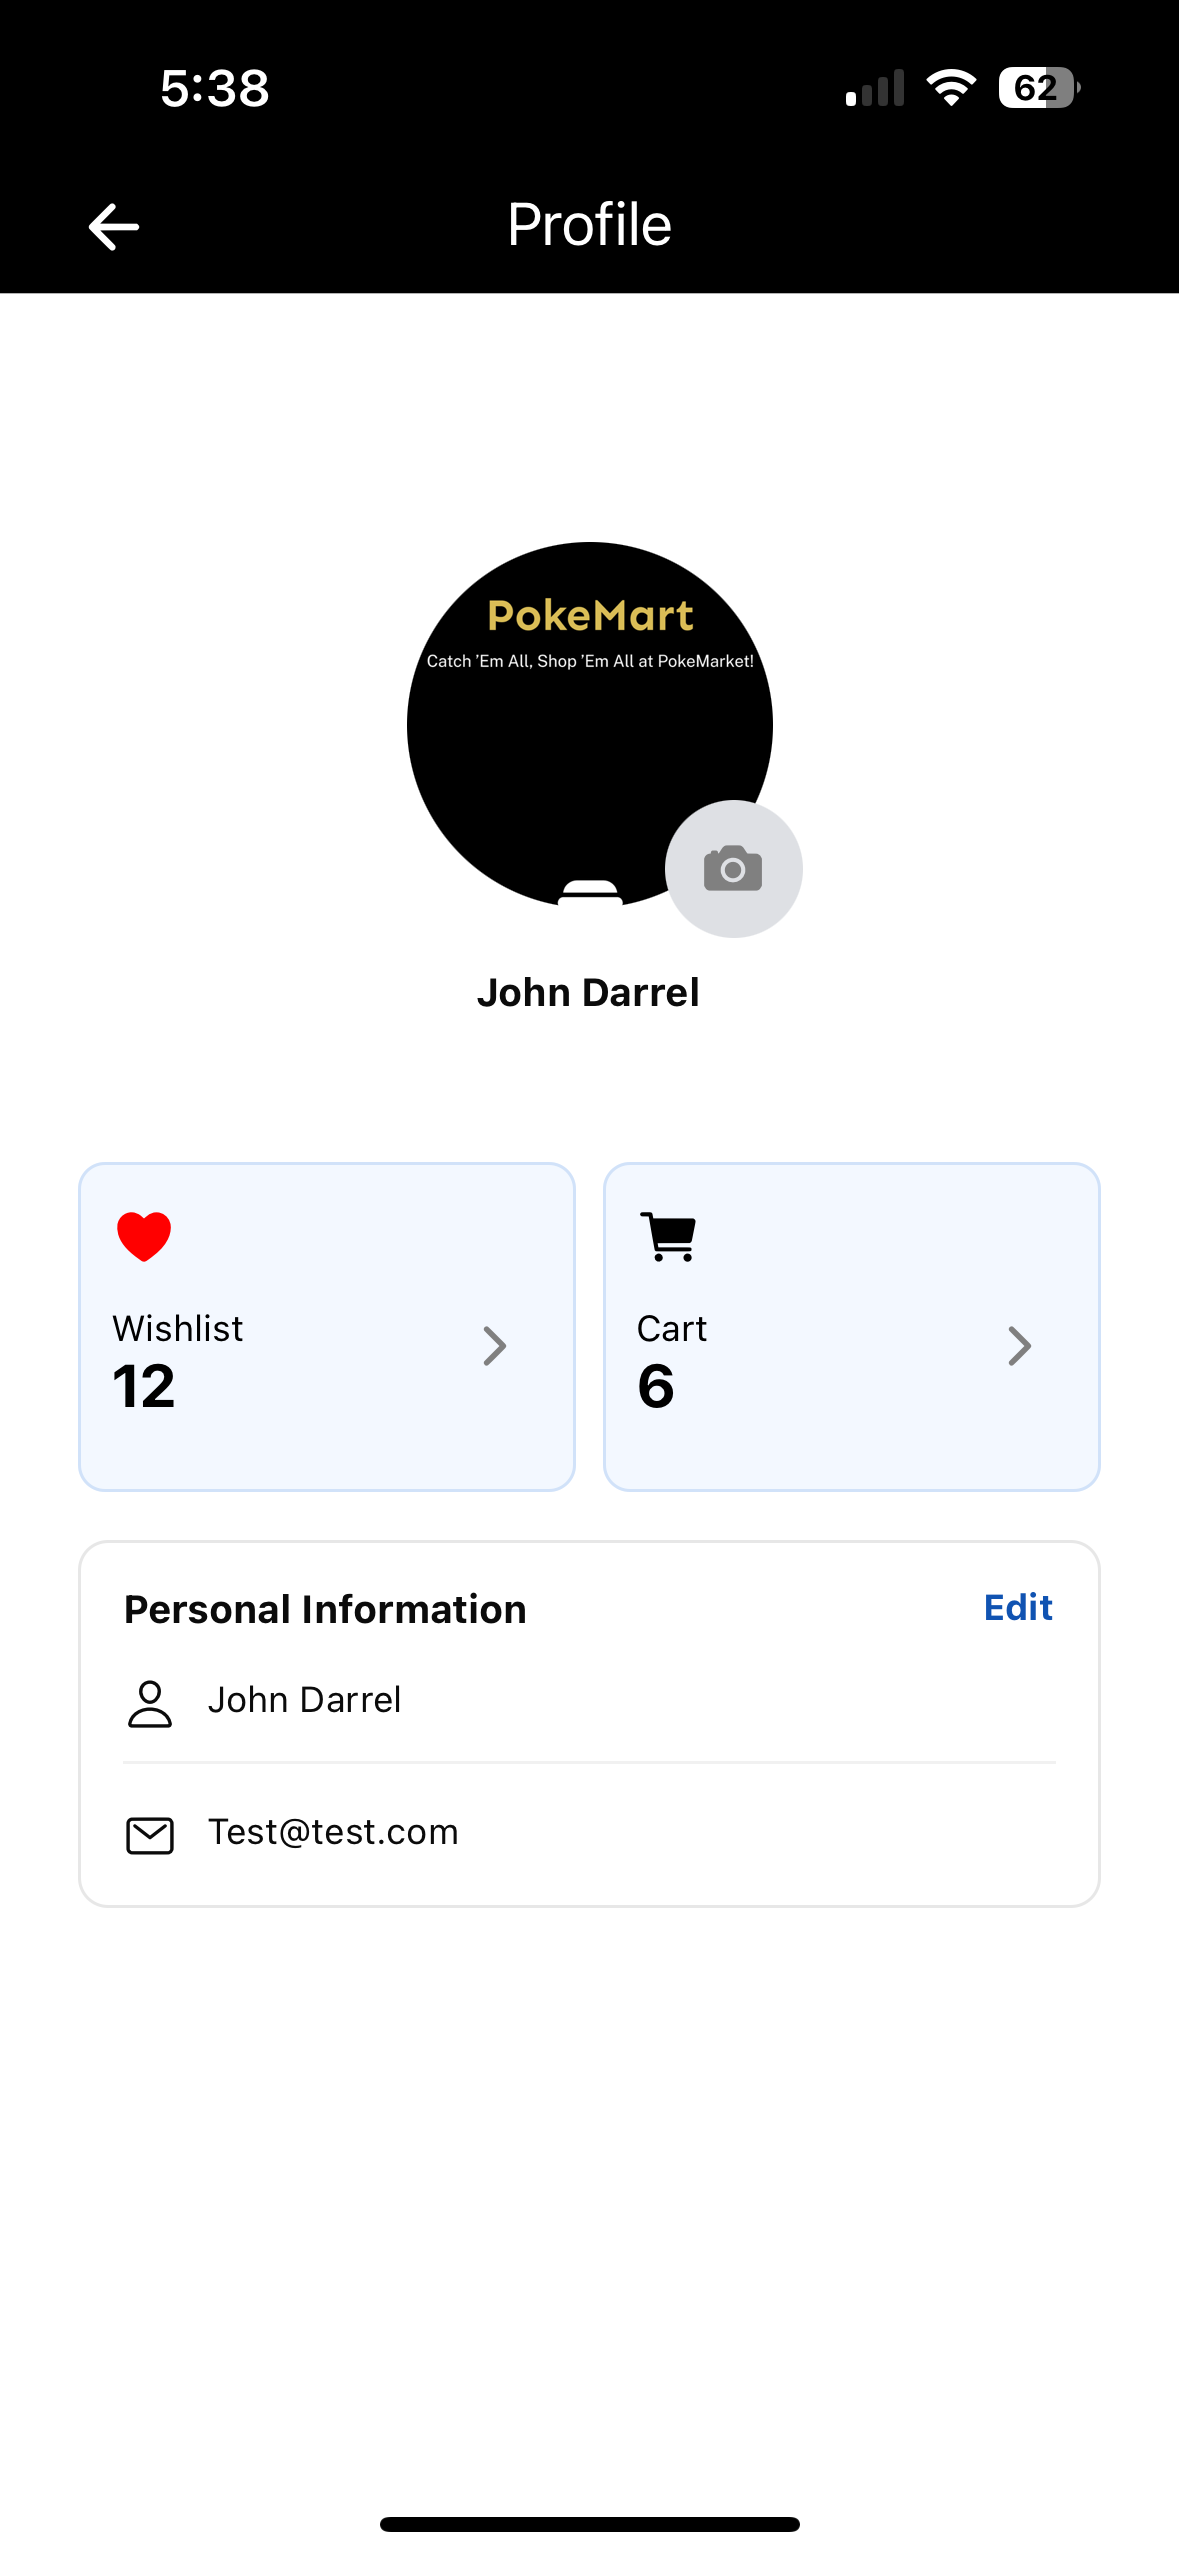 5:38
62
Profile
PokeMart
Catch 'Em All, Shop 'Em All at PokeMarket!
John Darrel
Wishlist
12
Cart
6
Personal Information
Edit
John Darrel
Test@test.com